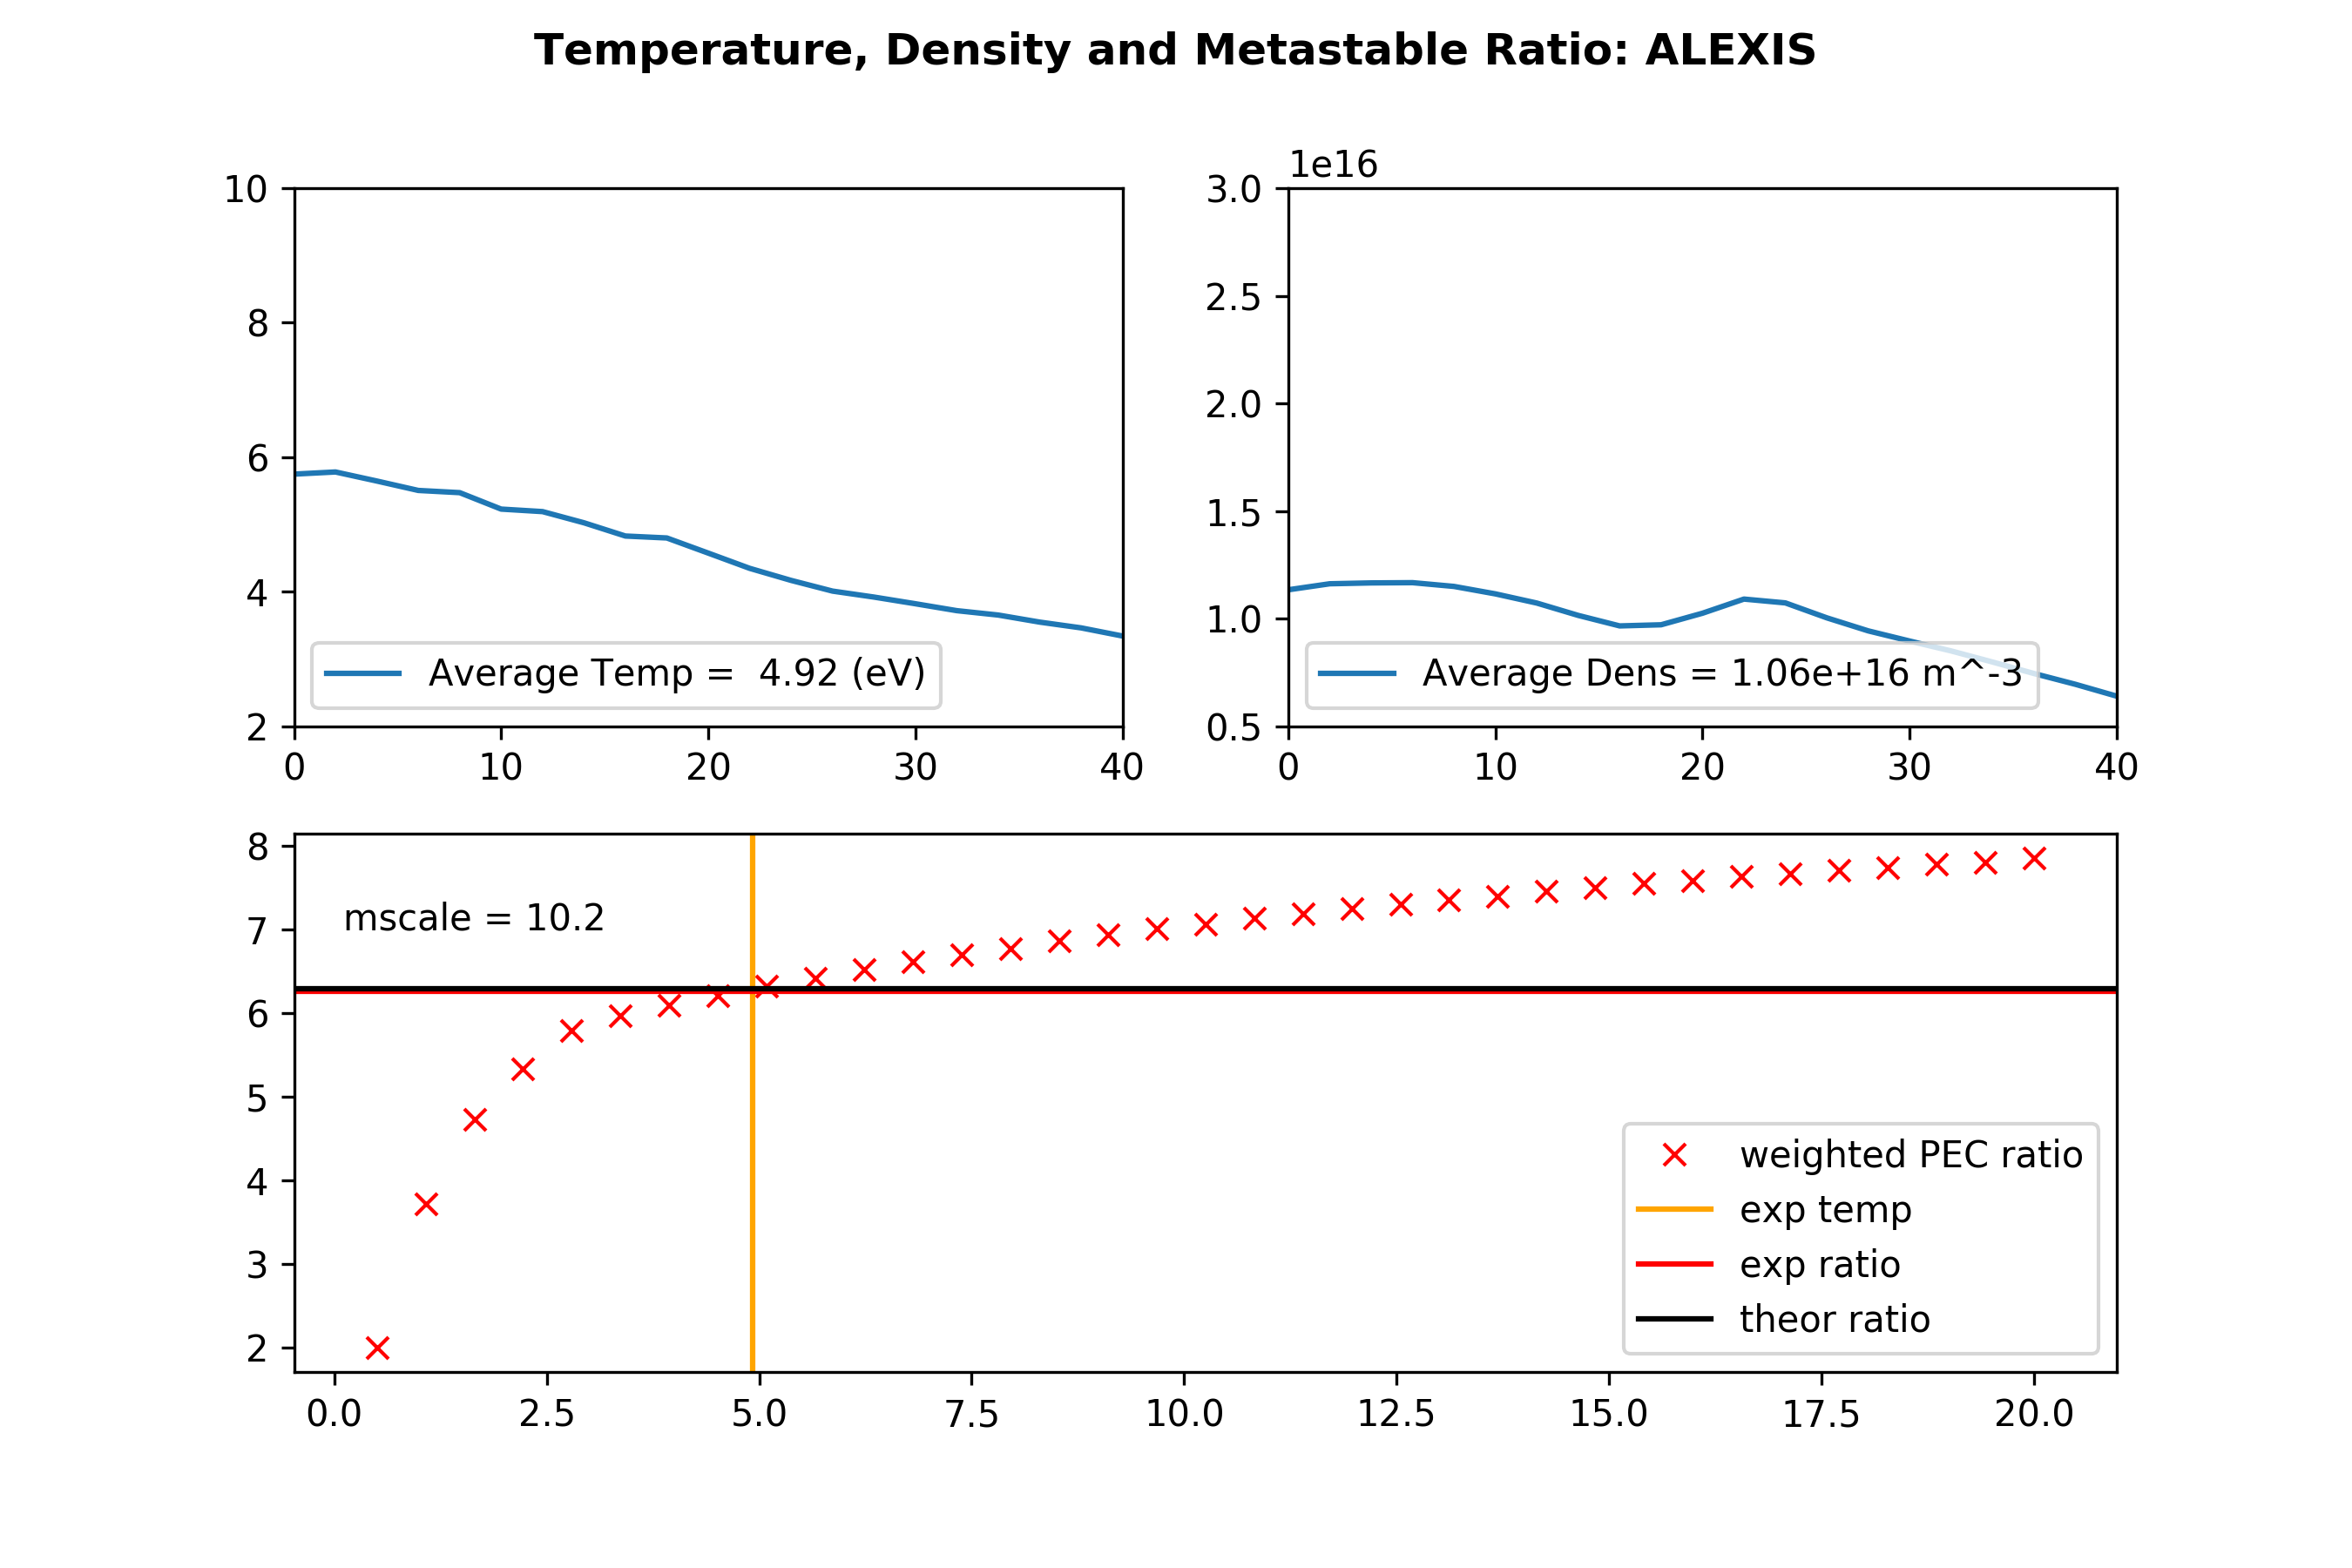 Temperature, Density and Metastable Ratio: ALEXIS
10
8
6
4
2
0 10 20 30 40
Average Temp =  4.92 (eV)
1e16
3.0
2.5
2.0
1.5
1.0
0.5
0 10 20 30 40
Average Dens = 1.06e+16 m^-3
8
7
6
5
4
3
2
mscale = 10.2
weighted PEC ratio
exp temp
exp ratio
theor ratio
0.0 2.5 5.0 7.5 10.0 12.5 15.0 17.5 20.0